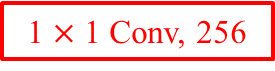 1 × 1 Conv, 256